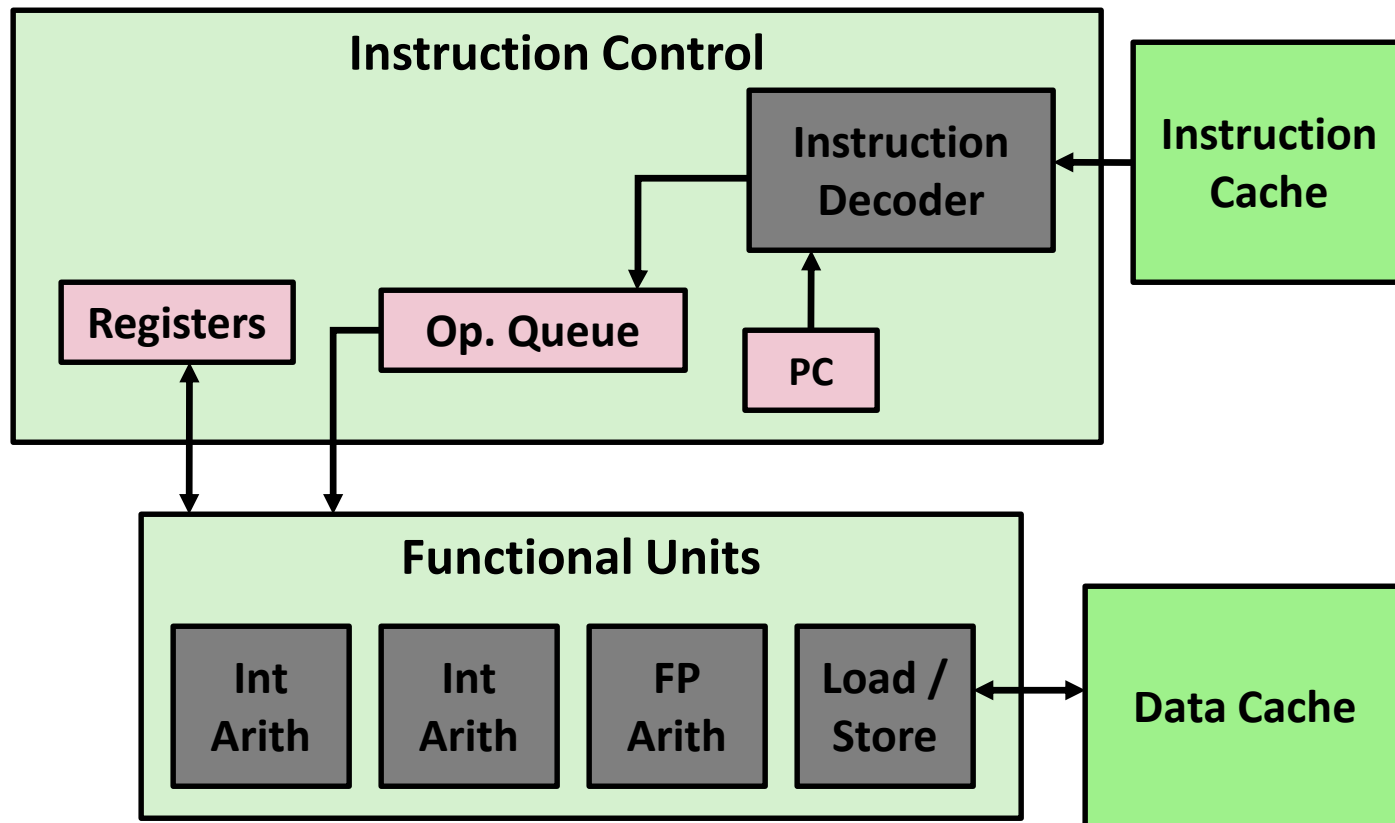 Instruction Control
Instruction
Decoder
Instruction
Cache
Registers
Op. Queue
PC
Functional Units
Int
Arith
Int
Arith
FP
Arith
Load /
Store
Data Cache